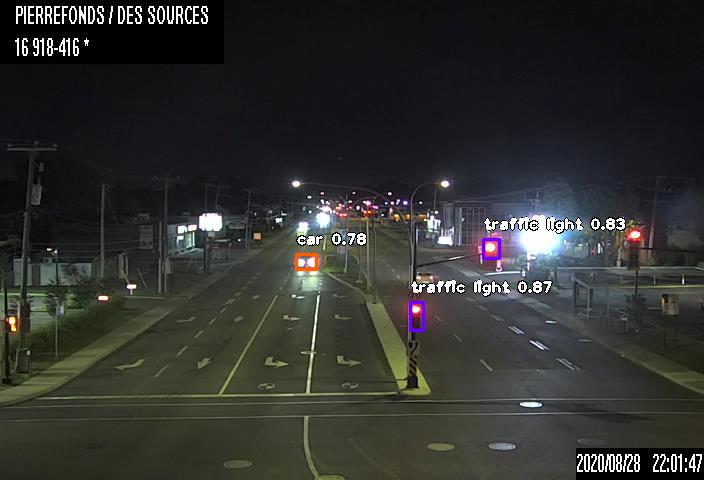 PIERREFONDS / DES SOURCES
16 918-416 *
traffic light 0.83
car 0.78
traffic light 0.87
2020/08/28 22:01:47